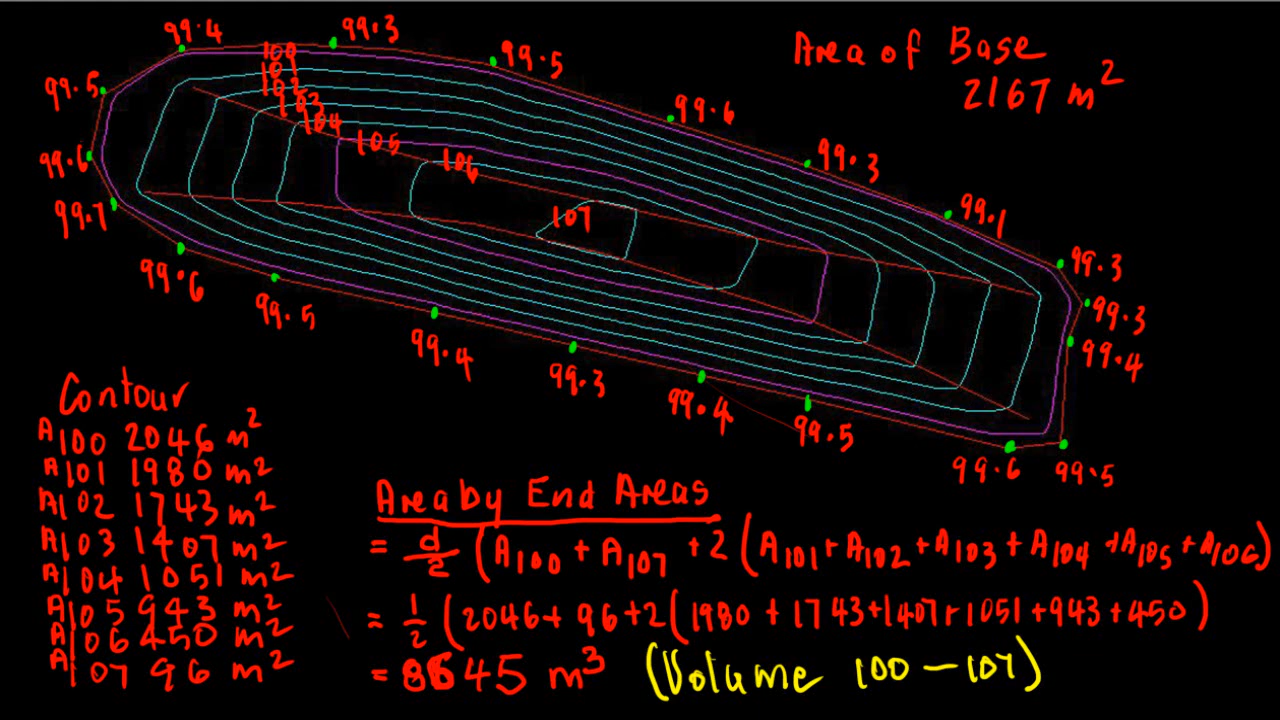 99.4
99.3
99.5
Area of Base
2167 m²
99.5
99.6
99.3
99.6
99.7
99.1
99.3
99.3
99.4
99.6
99.5
99.4
99.3
99.4
99.5
99.6
99.5
100
101
102
103
104
105
106
107
Contour
A100 2046 m²
A101 1980 m²
A102 1743 m²
A103 1407 m²
A104 1051 m²
A105 943 m²
A106 450 m²
A107 96 m²
Area by End Areas
= d/2 (A100 + A107 + 2 (A101 + A102 + A103 + A104 + A105 + A106)
= 1/2 (2046 + 96 + 2 (1980 + 1743 + 1407 + 1051 + 943 + 450)
= 8645 m³ (Volume 100 – 107)